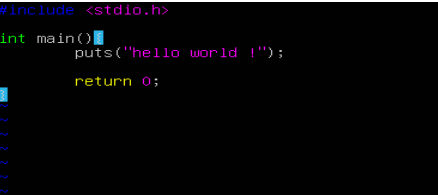 #include <stdio.h>
int main(){
puts("hello world !");
return 0;
}
~
~
~
~
~
~
~